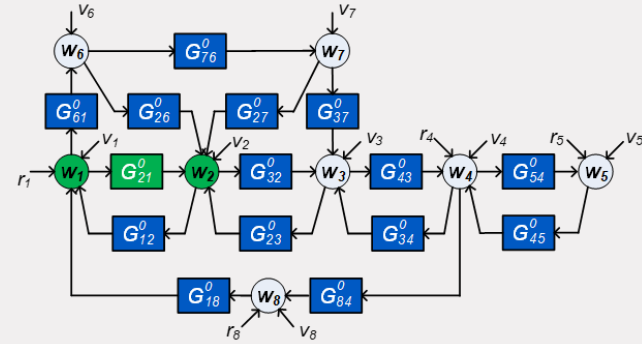 v6 v7
w6 G⁰76 w7
G⁰61 G⁰26 G⁰27 G⁰37
v1 v2 v3 r4 v4 r5 v5
r1 w1 G⁰21 w2 G⁰32 w3 G⁰43 w4 G⁰54 w5
G⁰12 G⁰23 G⁰34 G⁰45
G⁰18 w8 G⁰84
r8 v8